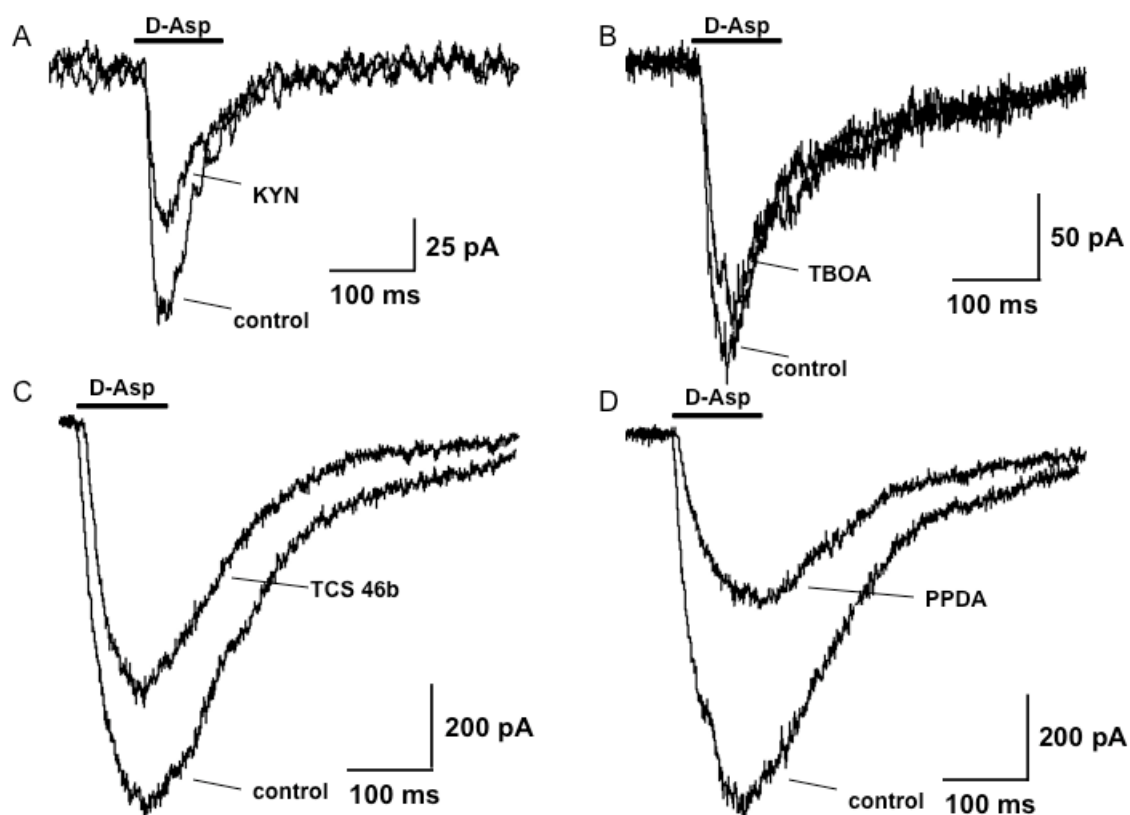 A
D-Asp
KYN
control
25 pA
100 ms
B
D-Asp
TBOA
control
50 pA
100 ms
C
D-Asp
TCS 46b
control
200 pA
100 ms
D
D-Asp
PPDA
control
200 pA
100 ms